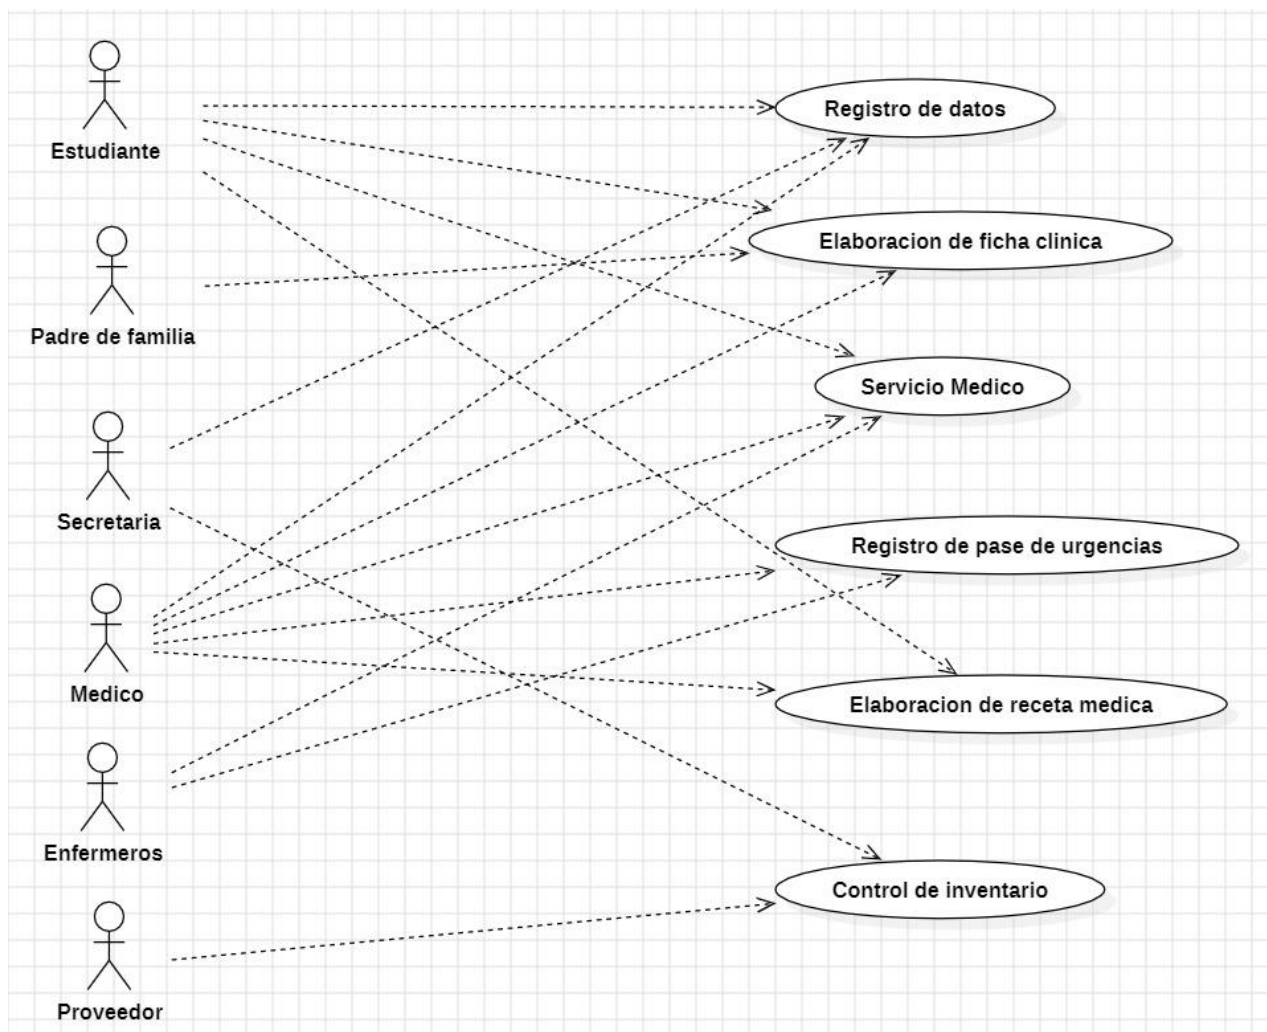 Estudiante
Registro de datos
Elaboracion de ficha clinica
Padre de familia
Servicio Medico
Secretaria
Registro de pase de urgencias
Medico
Elaboracion de receta medica
Enfermeros
Control de inventario
Proveedor